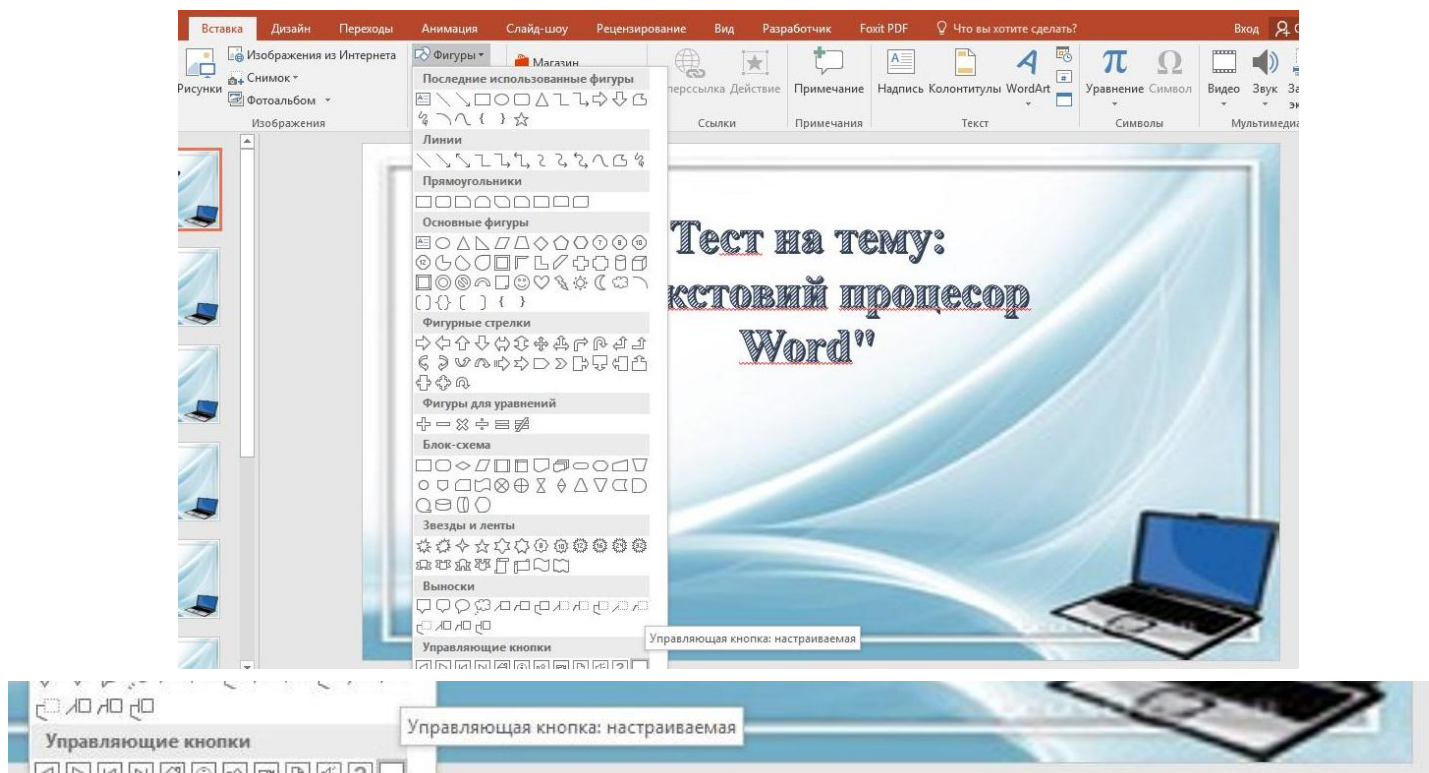 Вставка Дизайн Переходы Анимация Слайд-шоу Рецензирование Вид Разработчик Foxit PDF Что вы хотите сделать? Вход
Рисунки
Изображения из Интернета
Снимок
Фотоальбом
Изображения
Фигуры
Магазин
Действие
Ссылки
Примечание
Примечания
Надпись Колонтитулы WordArt
Текст
Уравнение Символ
Символы
Видео Звук
Последние использованные фигуры
Линии
Прямоугольники
Основные фигуры
Фигурные стрелки
Фигуры для уравнений
Блок-схема
Звезды и ленты
Выноски
Управляющие кнопки
Управляющая кнопка: настраиваемая
Тест на тему:
процесор
Word"
Управляющие кнопки
Управляющая кнопка: настраиваемая